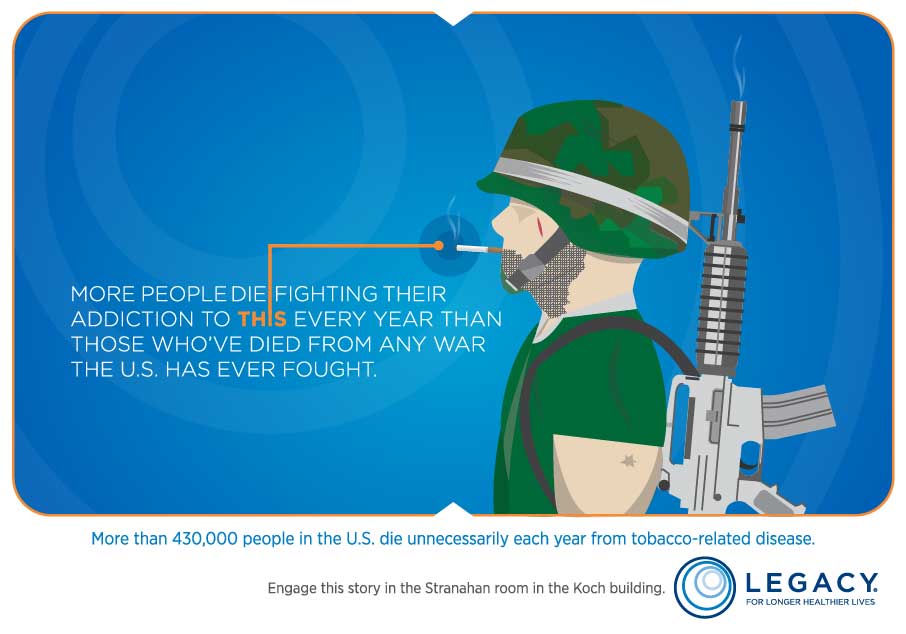 MORE PEOPLE DIE FIGHTING THEIR
ADDICTION TO THIS EVERY YEAR THAN
THOSE WHO'VE DIED FROM ANY WAR
THE U.S. HAS EVER FOUGHT.
More than 430,000 people in the U.S. die unnecessarily each year from tobacco-related disease.
Engage this story in the Stranahan room in the Koch building.
LEGACY.
FOR LONGER HEALTHIER LIVES